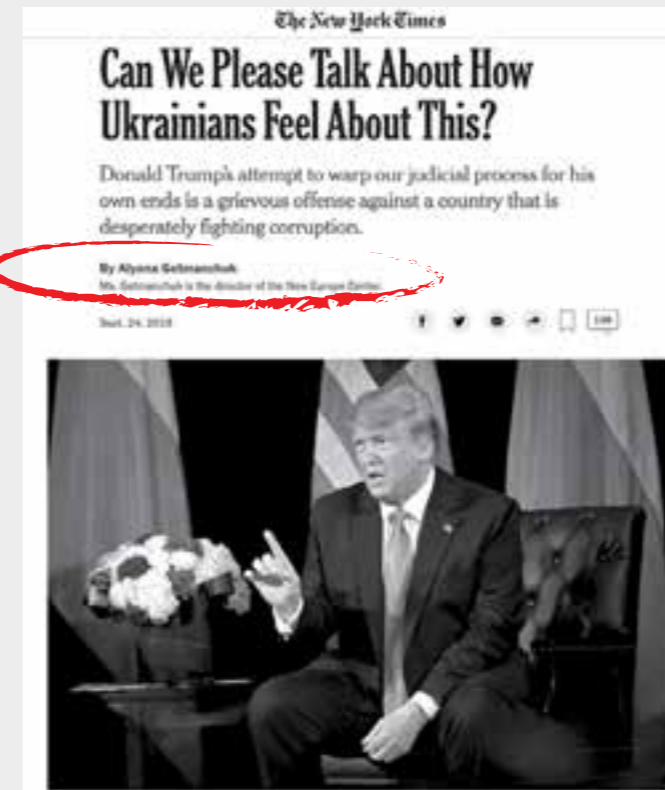 The New York Times
Can We Please Talk About How
Ukrainians Feel About This?
Donald Trump's attempt to warp our judicial process for his
own ends is a grievous offense against a country that is
desperately fighting corruption.
By Alyona Getmanchuk
Ms. Getmanchuk is the director of the New Europe Center.
Sept. 24, 2019